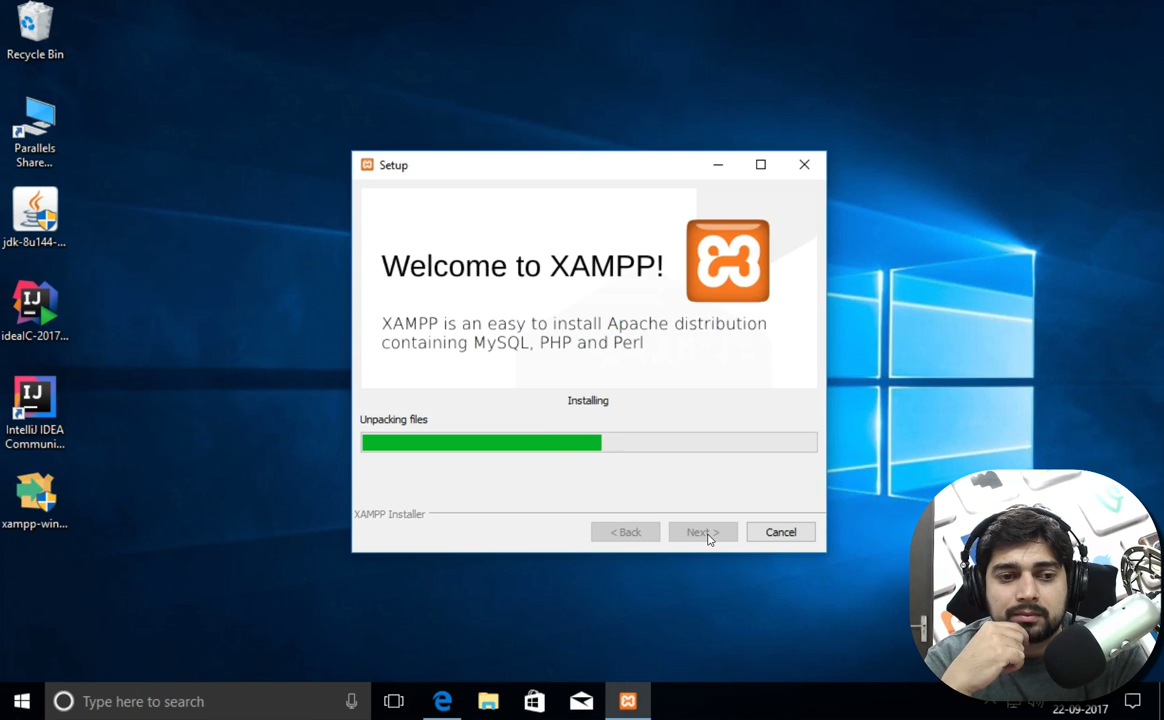 Recycle Bin
Parallels
Share...
jdk-8u144-...
idealC-2017...
IntelliJ IDEA
Communi...
xampp-win...
Setup
Welcome to XAMPP!
XAMPP is an easy to install Apache distribution
containing MySQL, PHP and Perl
Installing
Unpacking files
XAMPP Installer
< Back
Next >
Cancel
Type here to search
22-09-2017